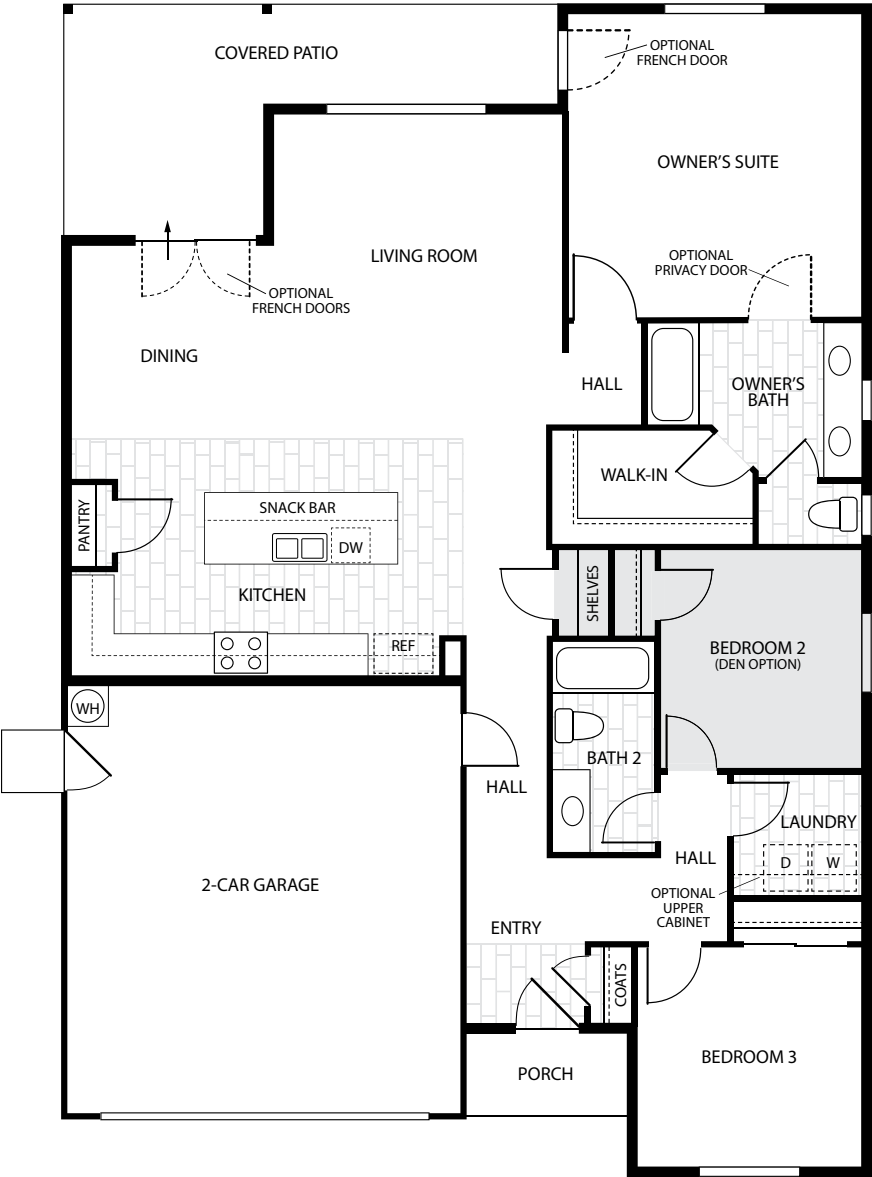 COVERED PATIO
OPTIONAL
FRENCH DOOR
OWNER'S SUITE
LIVING ROOM
OPTIONAL
PRIVACY DOOR
OPTIONAL
FRENCH DOORS
DINING
HALL
OWNER'S
BATH
WALK-IN
PANTRY
SNACK BAR
DW
KITCHEN
SHELVES
REF
BEDROOM 2
(DEN OPTION)
WH
BATH 2
HALL
LAUNDRY
D
W
HALL
2-CAR GARAGE
OPTIONAL
UPPER
CABINET
ENTRY
COATS
PORCH
BEDROOM 3